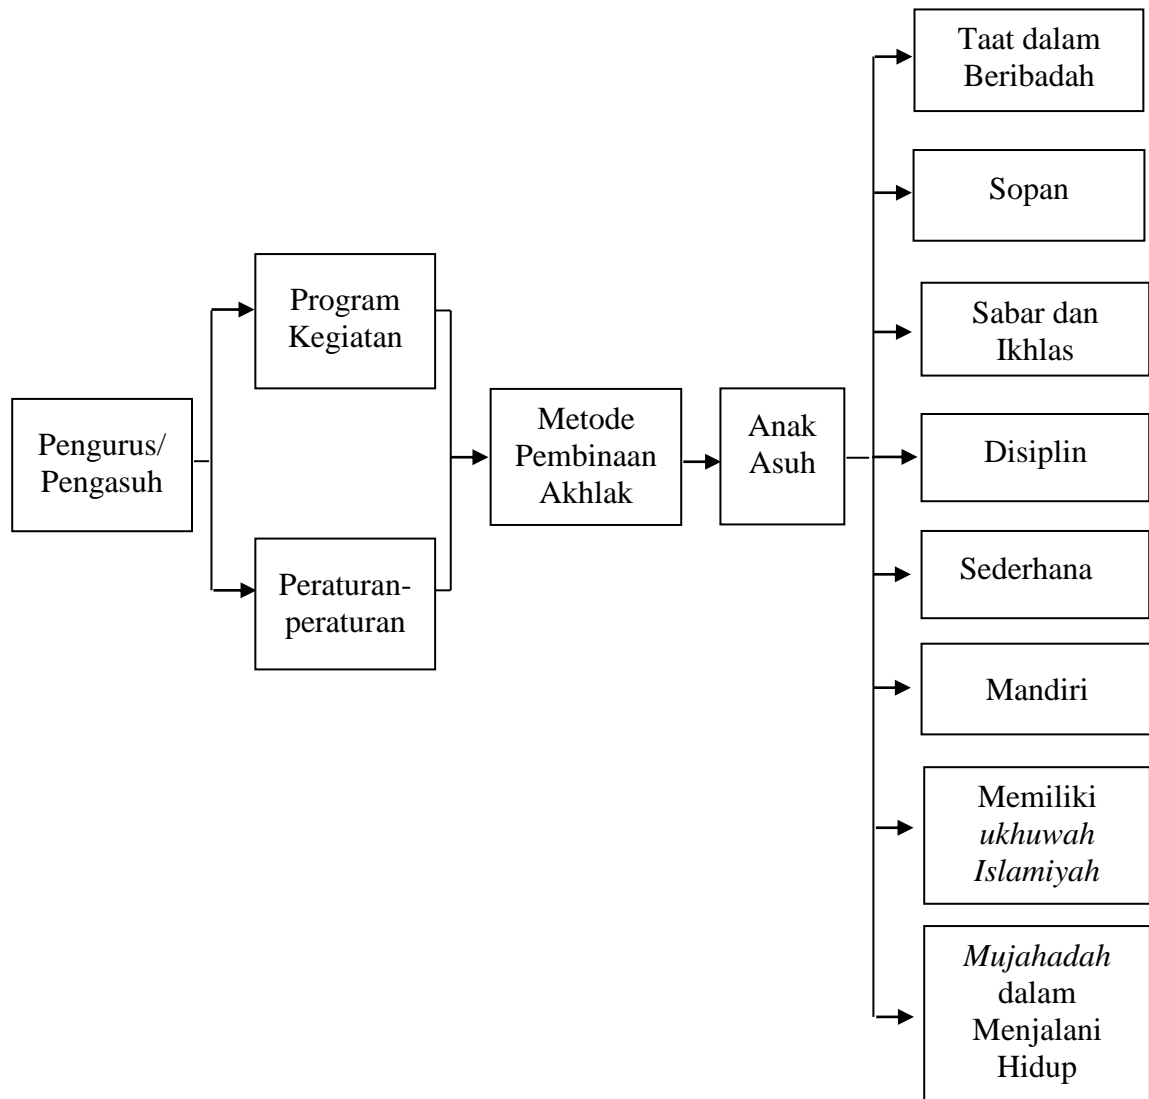 Pengurus/
Pengasuh
Program
Kegiatan
Peraturan-
peraturan
Metode
Pembinaan
Akhlak
Anak
Asuh
Taat dalam
Beribadah
Sopan
Sabar dan
Ikhlas
Disiplin
Sederhana
Mandiri
Memiliki
ukhuwah
Islamiyah
Mujahadah
dalam
Menjalani
Hidup